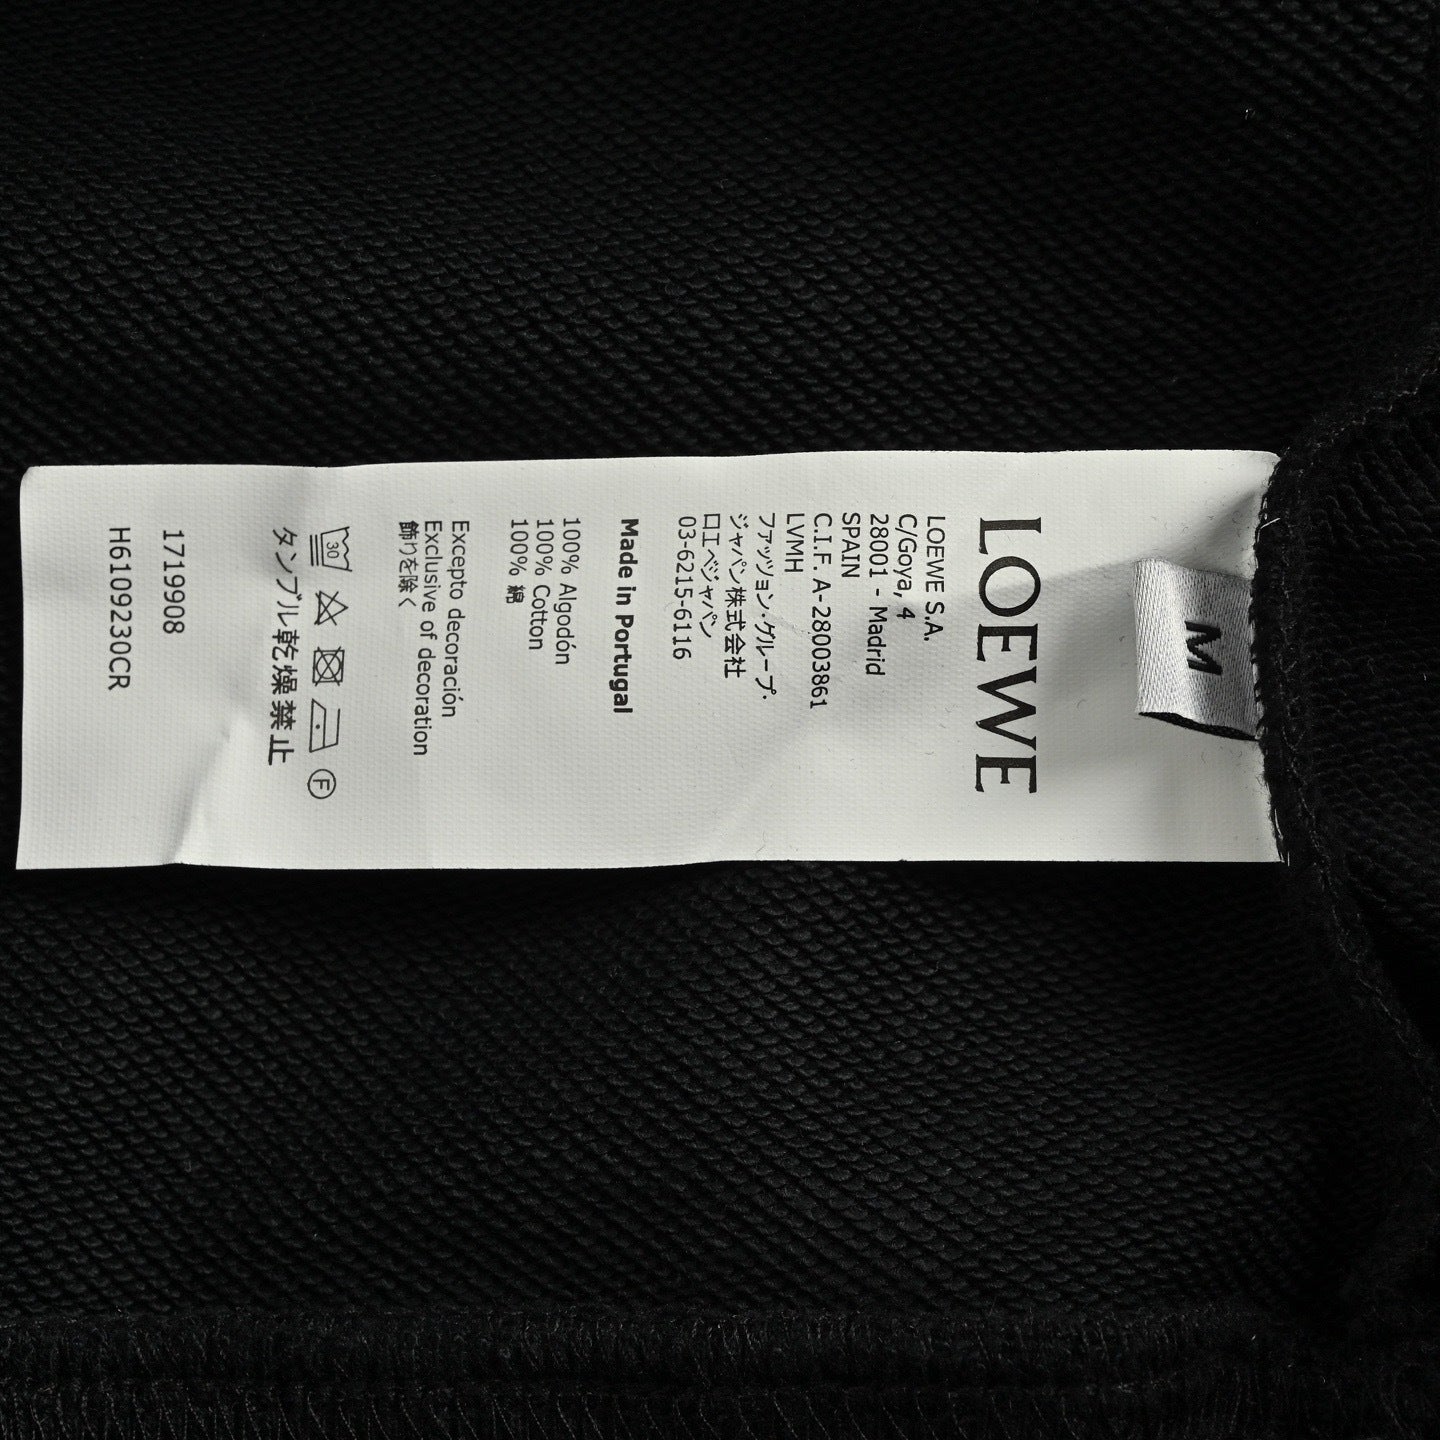 M
LOEWE
LOEWE S.A.
C/Goya, 4
28001 - Madrid
SPAIN
C.I.F. A-28003861
LVMH
ファッション・グループ・
ジャパン株式会社
ロエベジャパン
03-6215-6116
Made in Portugal
100% Algodón
100% Cotton
100% 綿
Excepto decoración
Exclusive of decoration
飾りを除く
30 F
タンブル乾燥禁止
1719908
H6109230CR